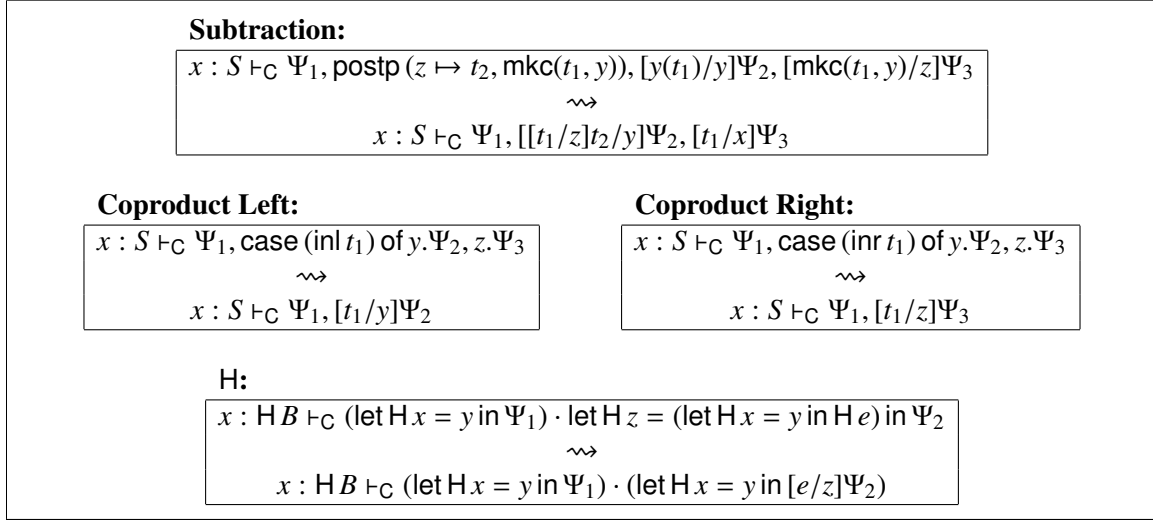 Subtraction:
x : S ⊢C Ψ1, postp (z ↦ t2, mkc(t1, y)), [y(t1)/y]Ψ2, [mkc(t1, y)/z]Ψ3
⇝
x : S ⊢C Ψ1, [[t1/z]t2/y]Ψ2, [t1/x]Ψ3
Coproduct Left:
x : S ⊢C Ψ1, case (inl t1) of y.Ψ2, z.Ψ3
⇝
x : S ⊢C Ψ1, [t1/y]Ψ2
Coproduct Right:
x : S ⊢C Ψ1, case (inr t1) of y.Ψ2, z.Ψ3
⇝
x : S ⊢C Ψ1, [t1/z]Ψ3
H:
x : H B ⊢C (let H x = y in Ψ1) · let H z = (let H x = y in H e) in Ψ2
⇝
x : H B ⊢C (let H x = y in Ψ1) · (let H x = y in [e/z]Ψ2)